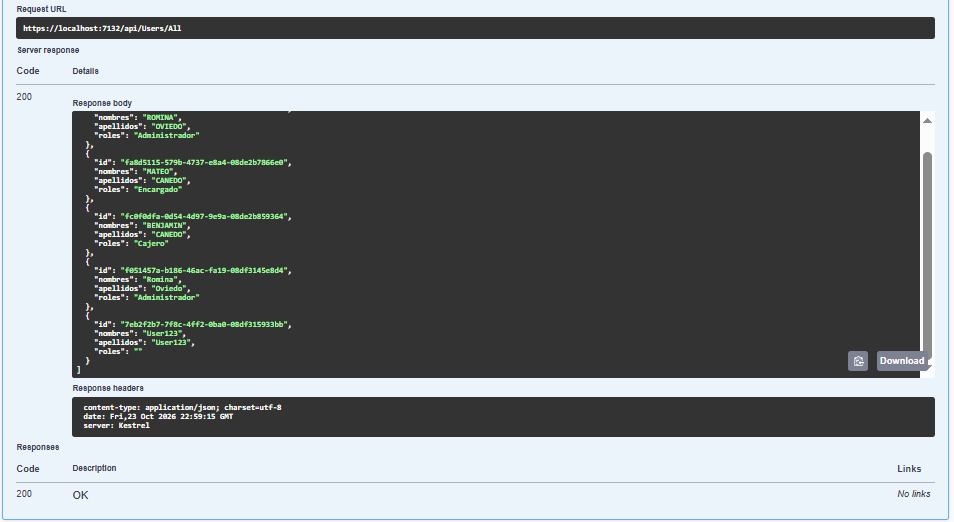 Request URL
https://localhost:7132/api/Users/All
Server response
Code Details
200
Response body
"nombres": "ROMINA",
"apellidos": "OVIEDO",
"roles": "Administrador"
},
{
"id": "fa8d5115-579b-4737-e8a4-08de2b7866e0",
"nombres": "MATEO",
"apellidos": "CANEDO",
"roles": "Encargado"
},
{
"id": "fc0f0dfa-0d54-4d97-9e9a-08de2b859364",
"nombres": "BENJAMIN",
"apellidos": "CANEDO",
"roles": "Cajero"
},
{
"id": "f051457a-b186-46ac-fa19-08df3145e8d4",
"nombres": "Romina",
"apellidos": "Oviedo",
"roles": "Administrador"
},
{
"id": "7eb2f2b7-7f8c-4ff2-0ba0-08df315933bb",
"nombres": "User123",
"apellidos": "User123",
"roles": ""
}
]
Download
Response headers
content-type: application/json; charset=utf-8
date: Fri,23 Oct 2026 22:59:15 GMT
server: Kestrel
Responses
Code Description Links
200 OK No links